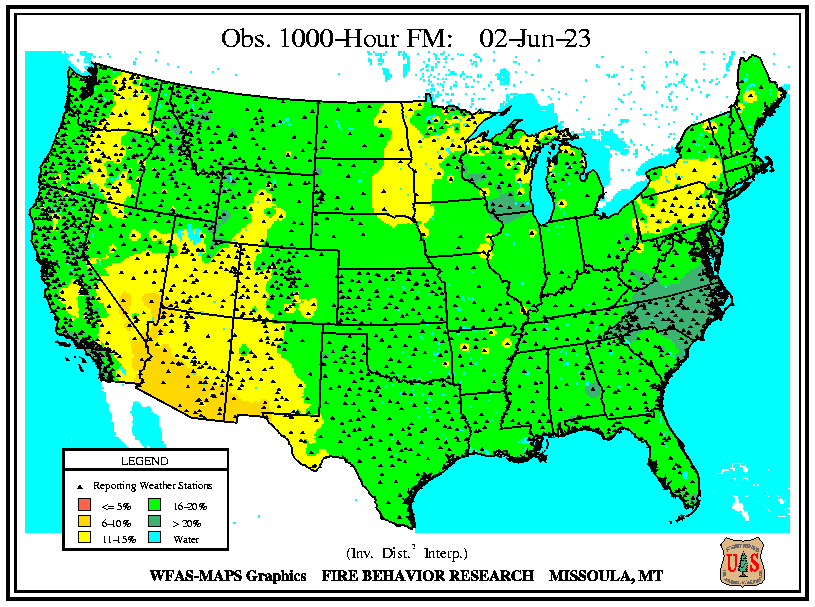 Obs. 1000-Hour FM: 02-Jun-23
LEGEND
Reporting Weather Stations
<= 5%
16-20%
6-10%
> 20%
11-15%
Water
(Inv. Dist.² Interp.)
WFAS-MAPS Graphics FIRE BEHAVIOR RESEARCH MISSOULA, MT
U S